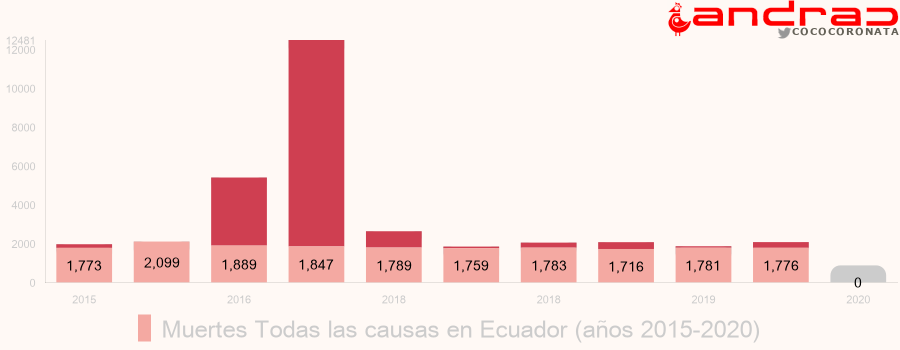 andrab
COCOCORONATA
12481
12000
10000
8000
6000
4000
2000
0
1,773 2,099 1,889 1,847 1,789 1,759 1,783 1,716 1,781 1,776 0
2015 2016 2018 2018 2019 2020
Muertes Todas las causas en Ecuador (años 2015-2020)